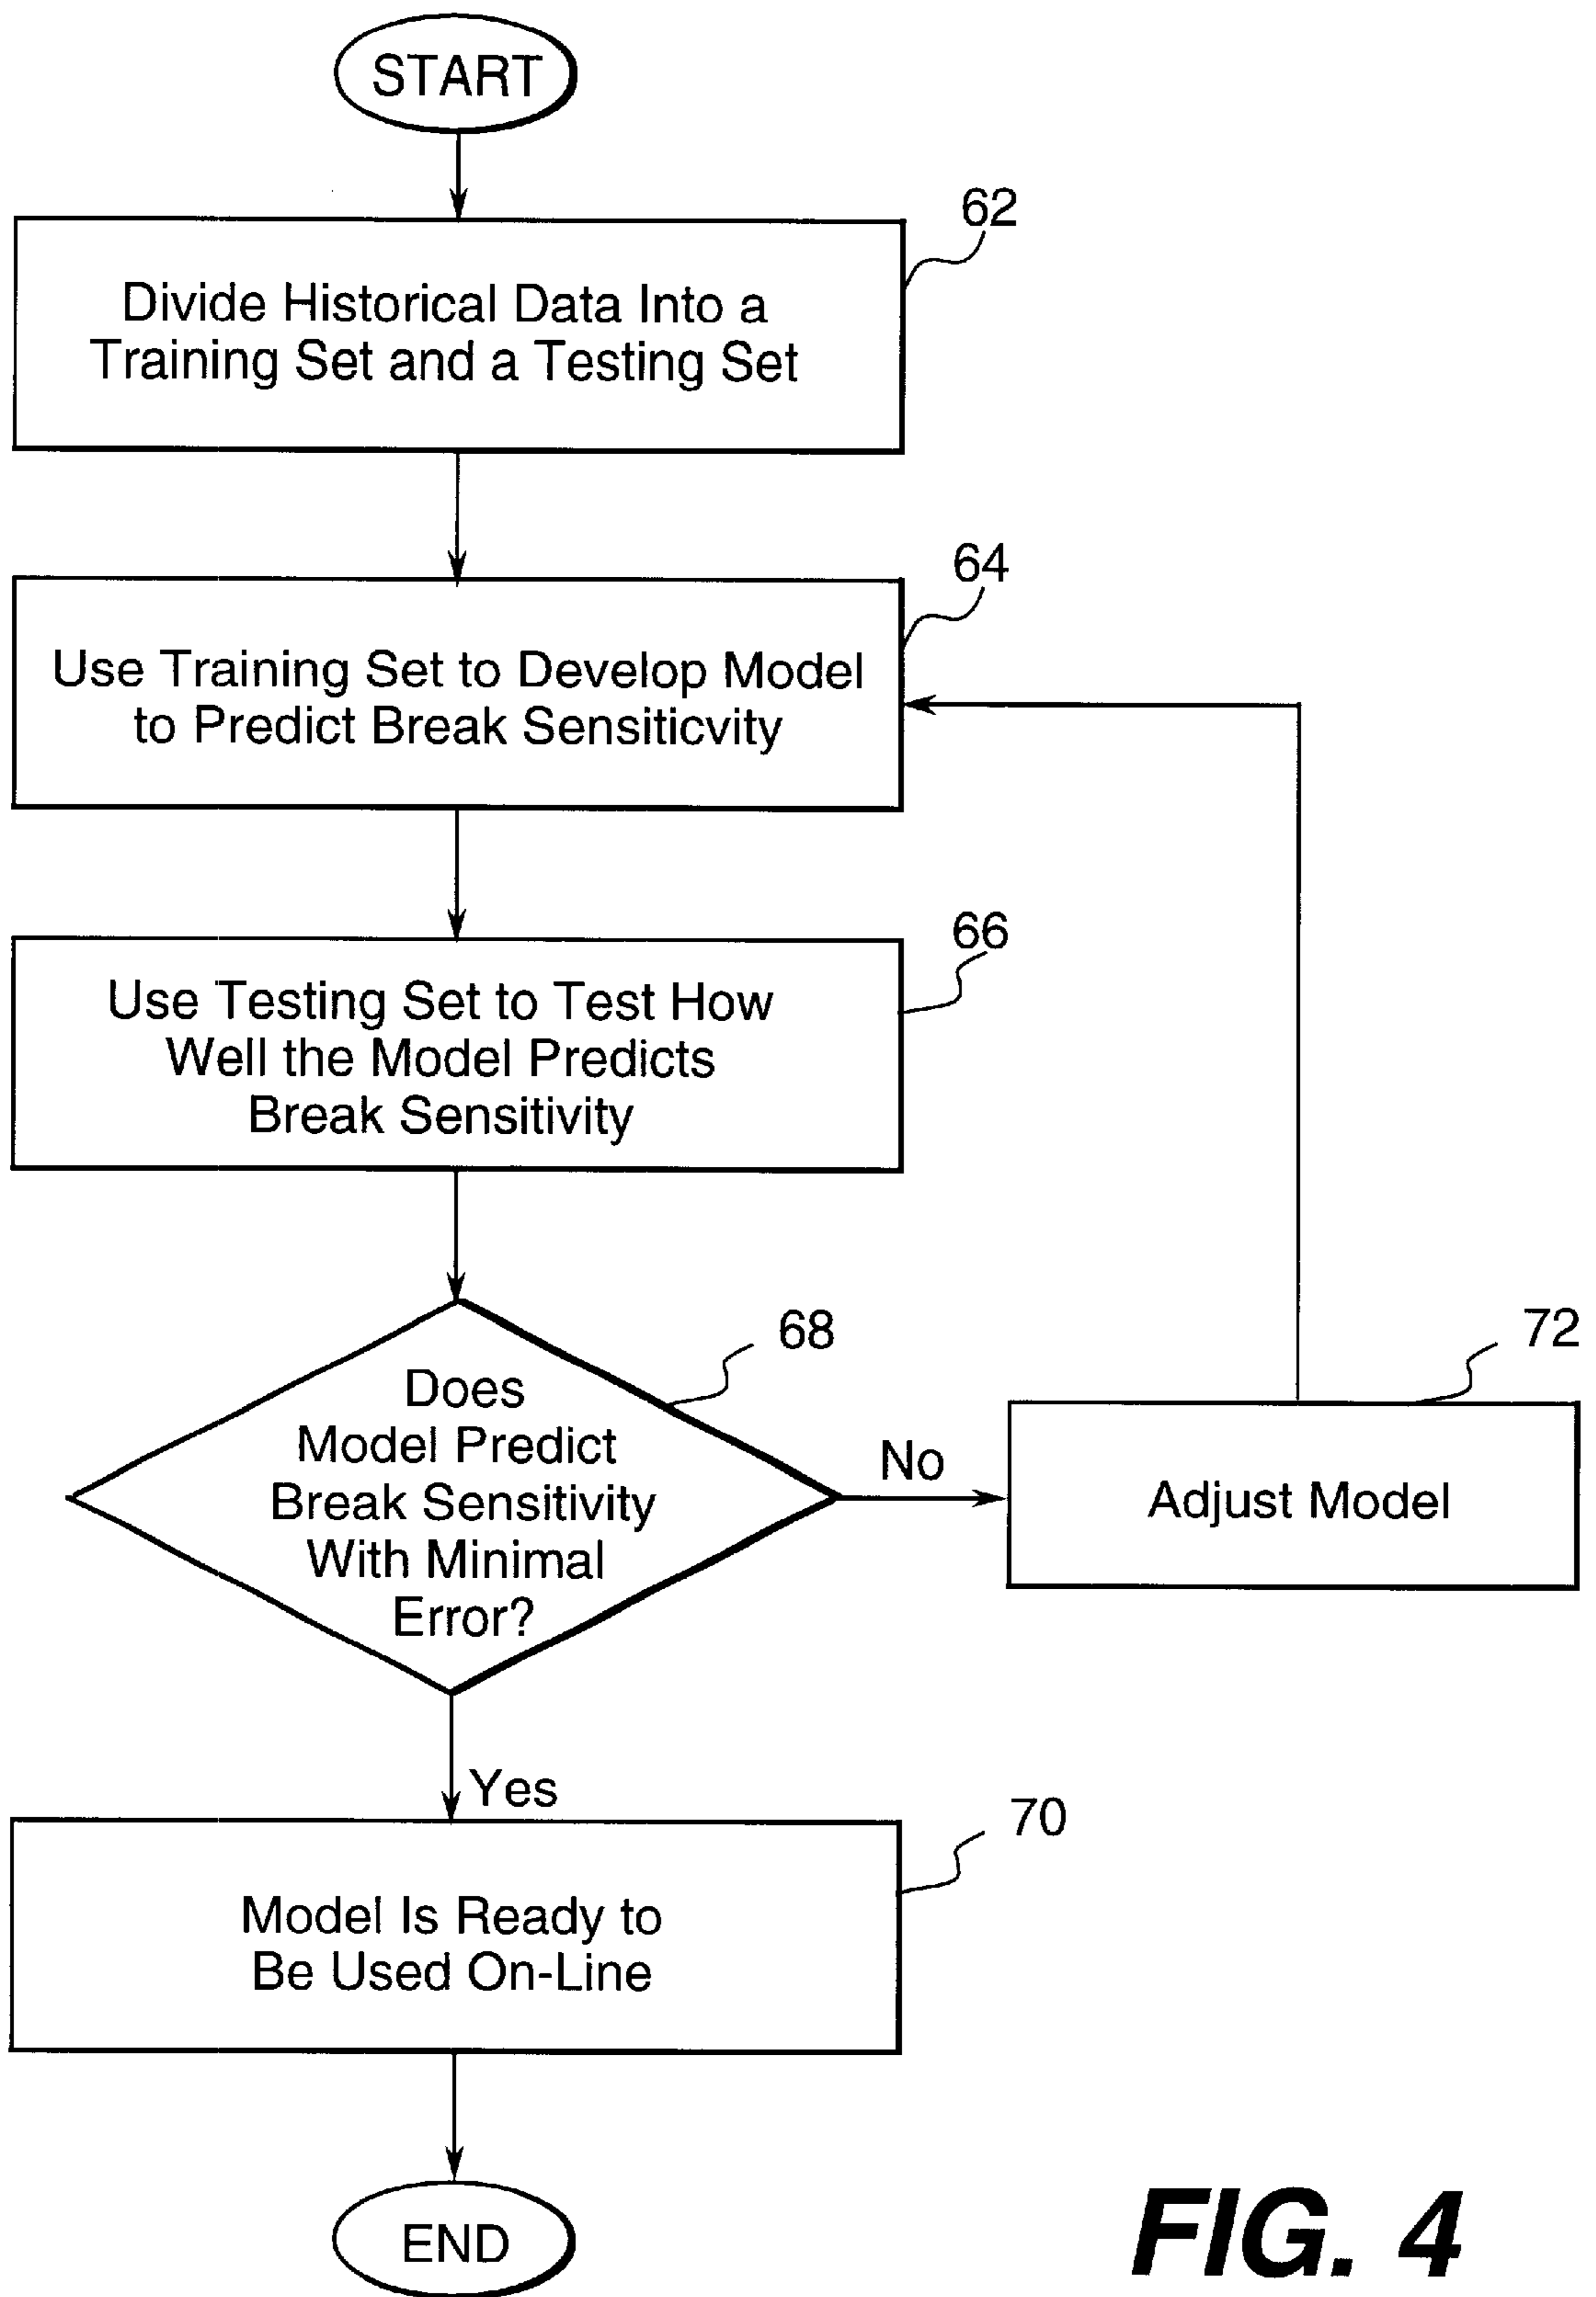 START
62
Divide Historical Data Into a
Training Set and a Testing Set
64
Use Training Set to Develop Model
to Predict Break Sensiticvity
66
Use Testing Set to Test How
Well the Model Predicts
Break Sensitivity
68
Does
Model Predict
Break Sensitivity
With Minimal
Error?
No
72
Adjust Model
Yes
70
Model Is Ready to
Be Used On-Line
END
FIG. 4